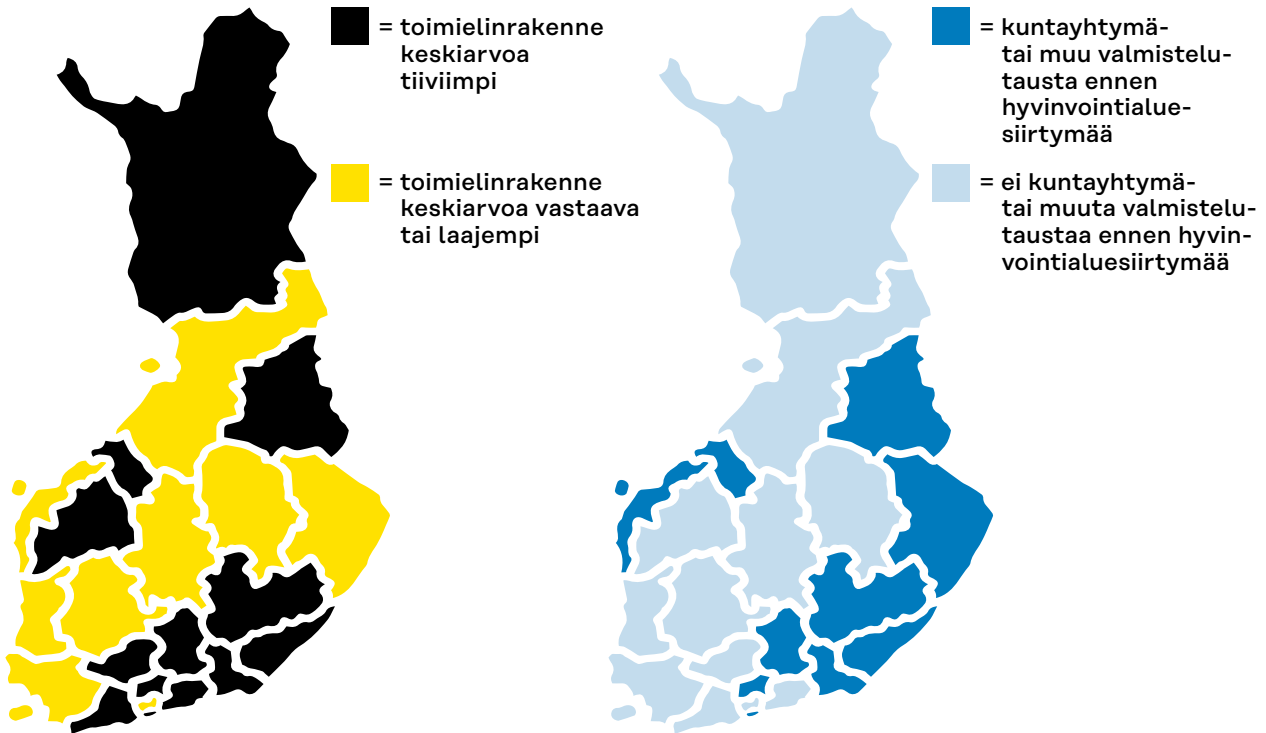 = toimielinrakenne
keskiarvoa
tiiviimpi
= toimielinrakenne
keskiarvoa vastaava
tai laajempi
= kuntayhtymä-
tai muu valmistelu-
tausta ennen
hyvinvointialue-
siirtymää
= ei kuntayhtymä-
tai muuta valmistelu-
taustaa ennen hyvin-
vointialuesiirtymää